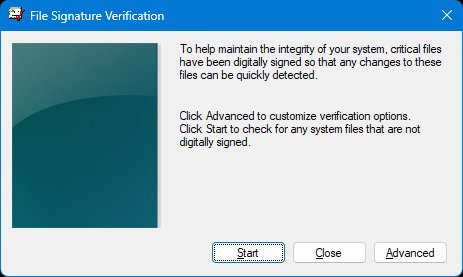 File Signature Verification
To help maintain the integrity of your system, critical files
have been digitally signed so that any changes to these
files can be quickly detected.
Click Advanced to customize verification options.
Click Start to check for any system files that are not
digitally signed.
Start
Close
Advanced